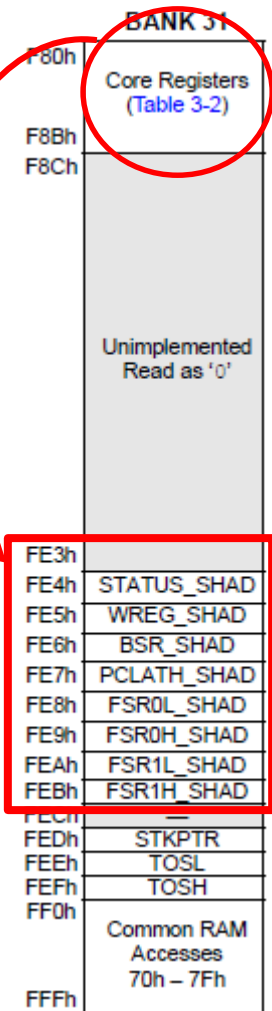 BANK 31
F80h
Core Registers
(Table 3-2)
F8Bh
F8Ch
Unimplemented
Read as ‘0’
FE3h
FE4h STATUS_SHAD
FE5h WREG_SHAD
FE6h BSR_SHAD
FE7h PCLATH_SHAD
FE8h FSR0L_SHAD
FE9h FSR0H_SHAD
FEAh FSR1L_SHAD
FEBh FSR1H_SHAD
FECh —
FEDh STKPTR
FEEh TOSL
FEFh TOSH
FF0h
Common RAM
Accesses
70h – 7Fh
FFFh